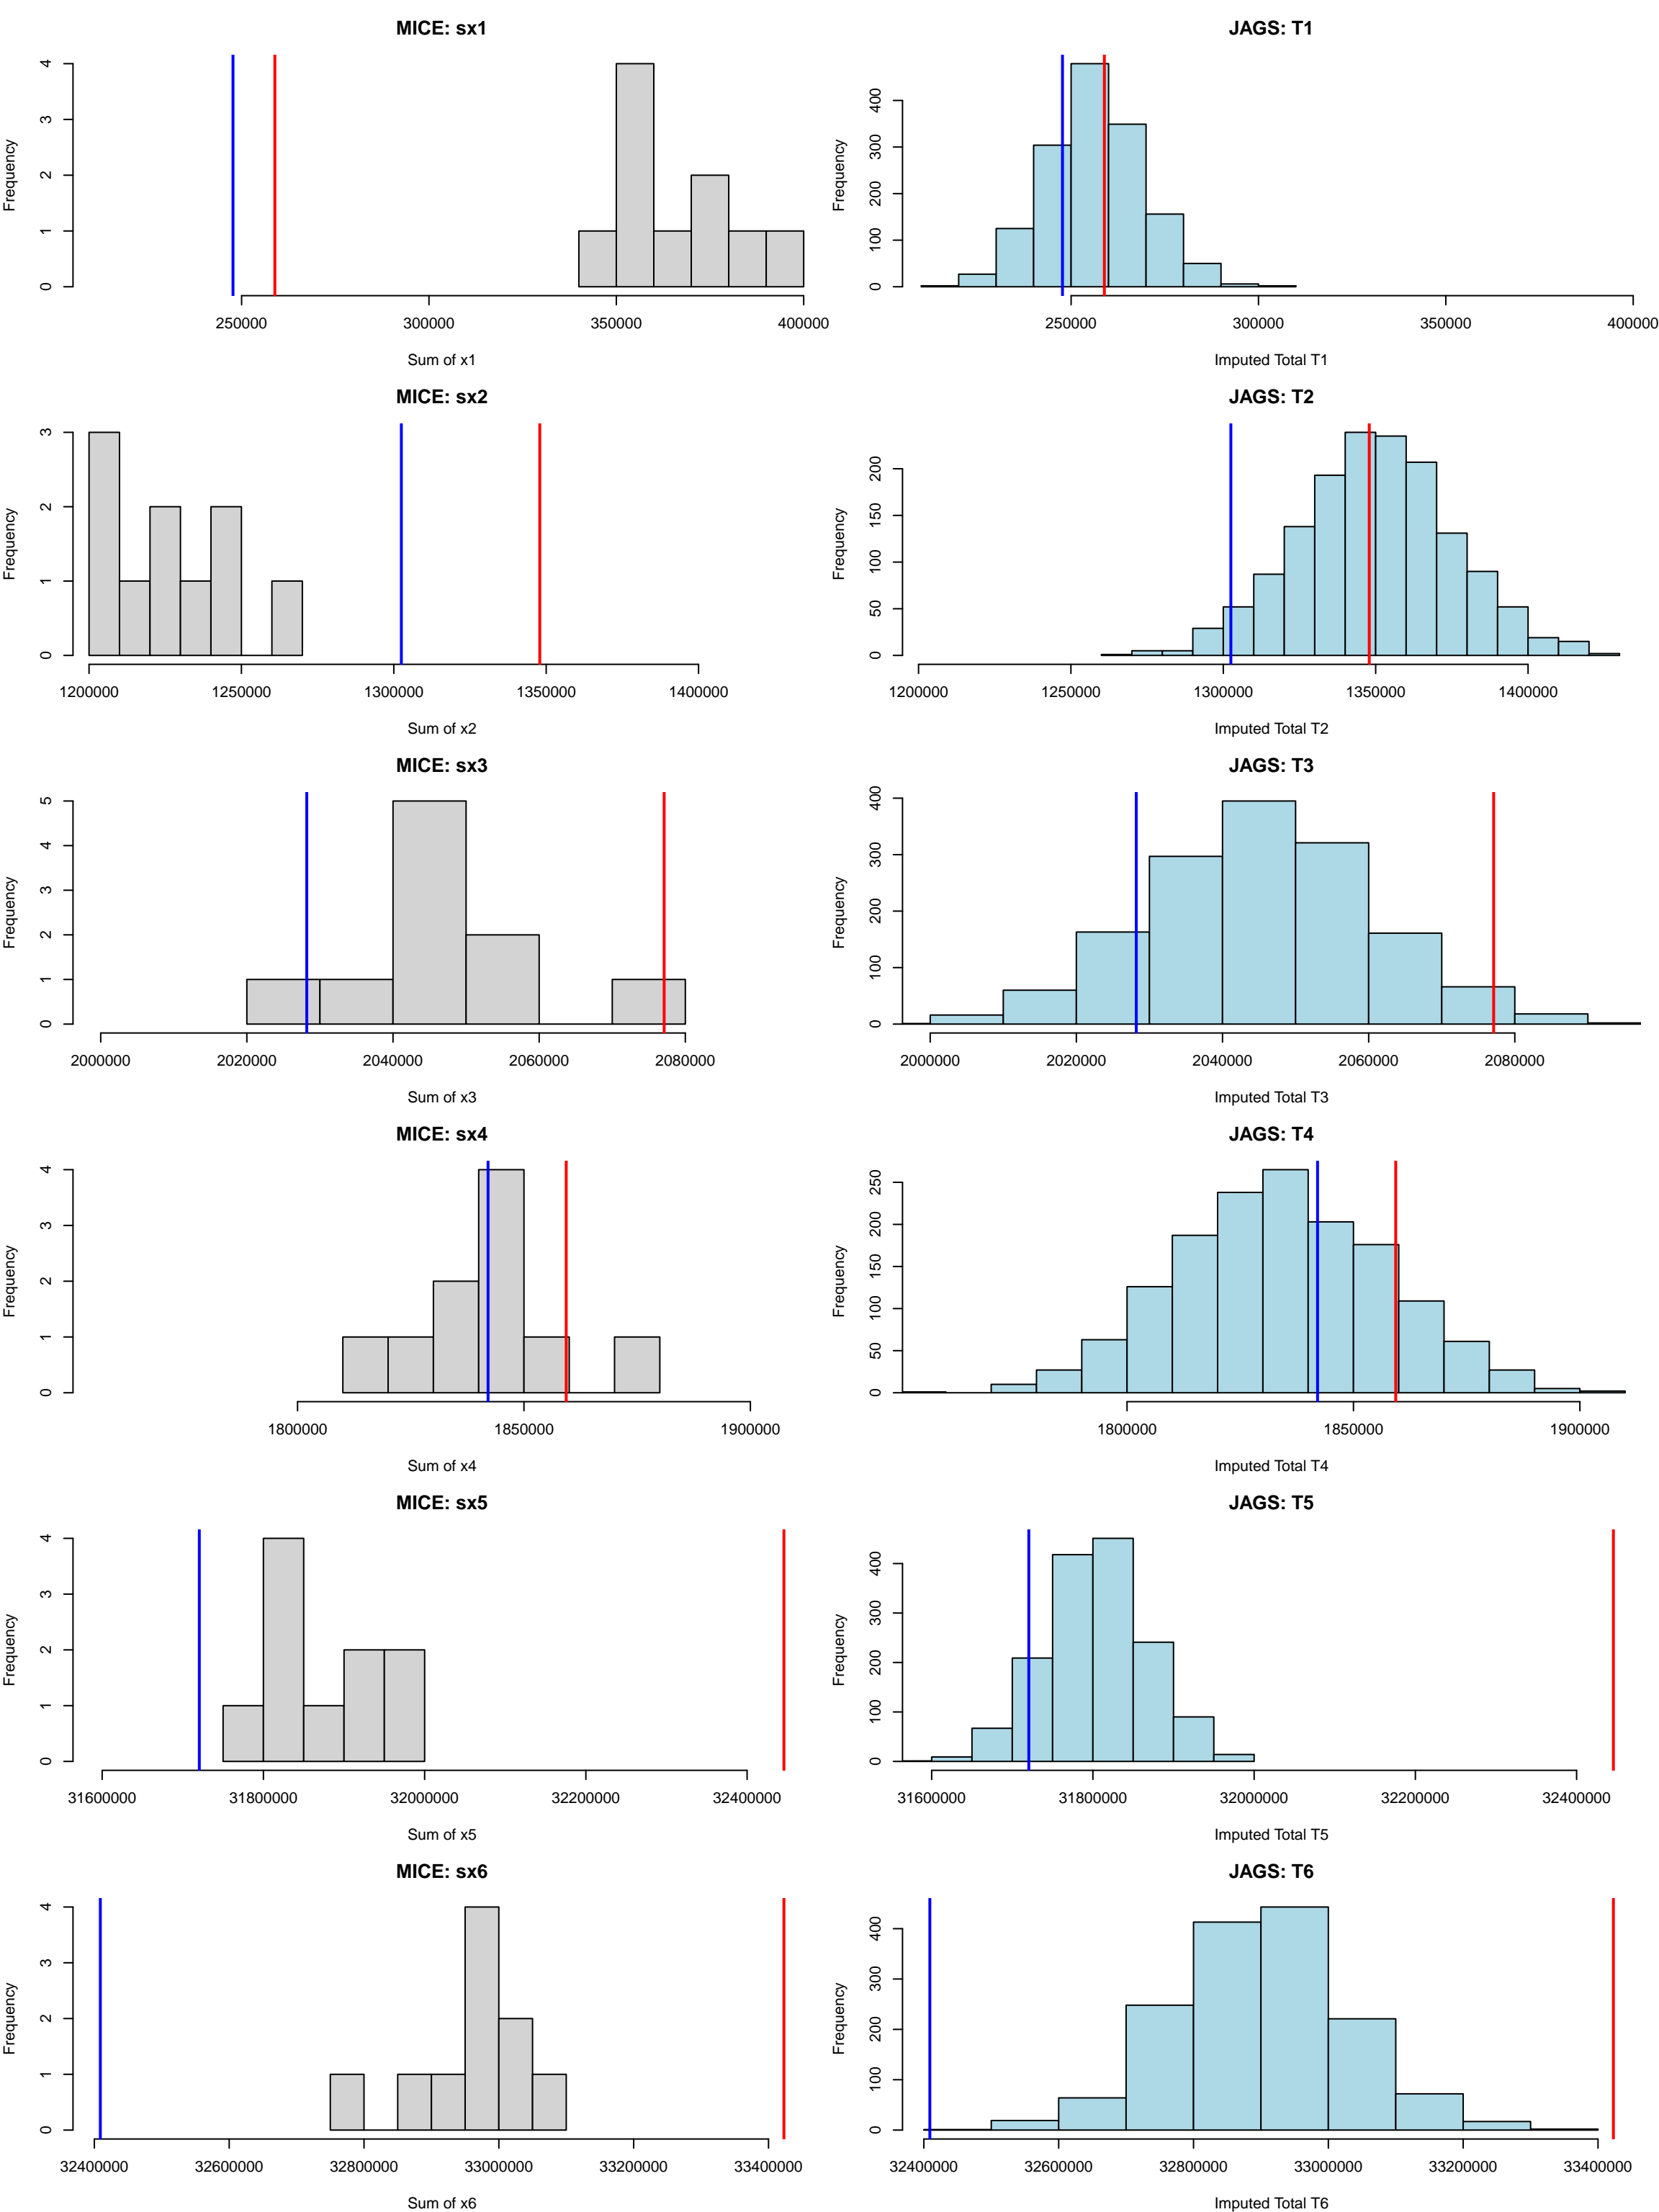 MICE: sx1
Frequency
0 1 2 3 4
250000 300000 350000 400000
Sum of x1
JAGS: T1
Frequency
0 100 200 300 400
250000 300000 350000 400000
Imputed Total T1
MICE: sx2
Frequency
0 1 2 3
1200000 1250000 1300000 1350000 1400000
Sum of x2
JAGS: T2
Frequency
0 50 100 150 200
1200000 1250000 1300000 1350000 1400000
Imputed Total T2
MICE: sx3
Frequency
0 1 2 3 4 5
2000000 2020000 2040000 2060000 2080000
Sum of x3
JAGS: T3
Frequency
0 100 200 300 400
2000000 2020000 2040000 2060000 2080000
Imputed Total T3
MICE: sx4
Frequency
0 1 2 3 4
1800000 1850000 1900000
Sum of x4
JAGS: T4
Frequency
0 50 100 150 200 250
1800000 1850000 1900000
Imputed Total T4
MICE: sx5
Frequency
0 1 2 3 4
31600000 31800000 32000000 32200000 32400000
Sum of x5
JAGS: T5
Frequency
0 100 200 300 400
31600000 31800000 32000000 32200000 32400000
Imputed Total T5
MICE: sx6
Frequency
0 1 2 3 4
32400000 32600000 32800000 33000000 33200000 33400000
Sum of x6
JAGS: T6
Frequency
0 100 200 300 400
32400000 32600000 32800000 33000000 33200000 33400000
Imputed Total T6